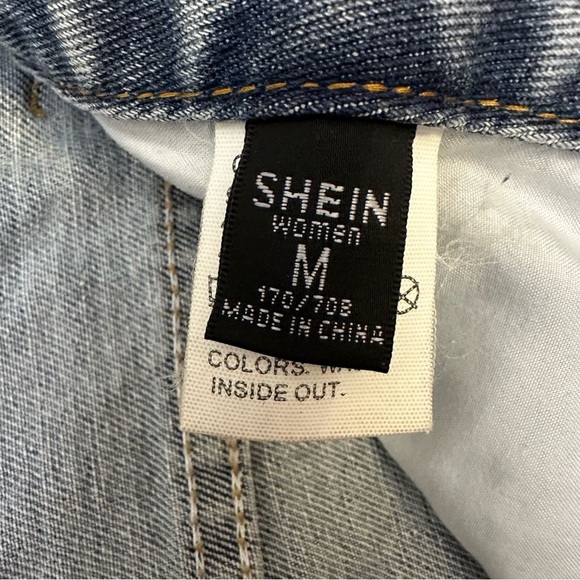 SHEIN
women
M
170/70B
MADE IN CHINA
COLORS.
INSIDE OUT.